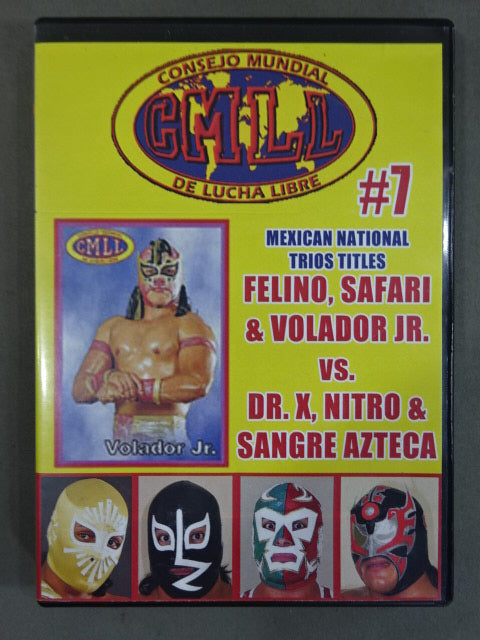 CONSEJO MUNDIAL
CMLL
DE LUCHA LIBRE
#7
MEXICAN NATIONAL
TRIOS TITLES
FELINO, SAFARI
& VOLADOR JR.
VS.
DR. X, NITRO &
SANGRE AZTECA
CMLL
Volador Jr.